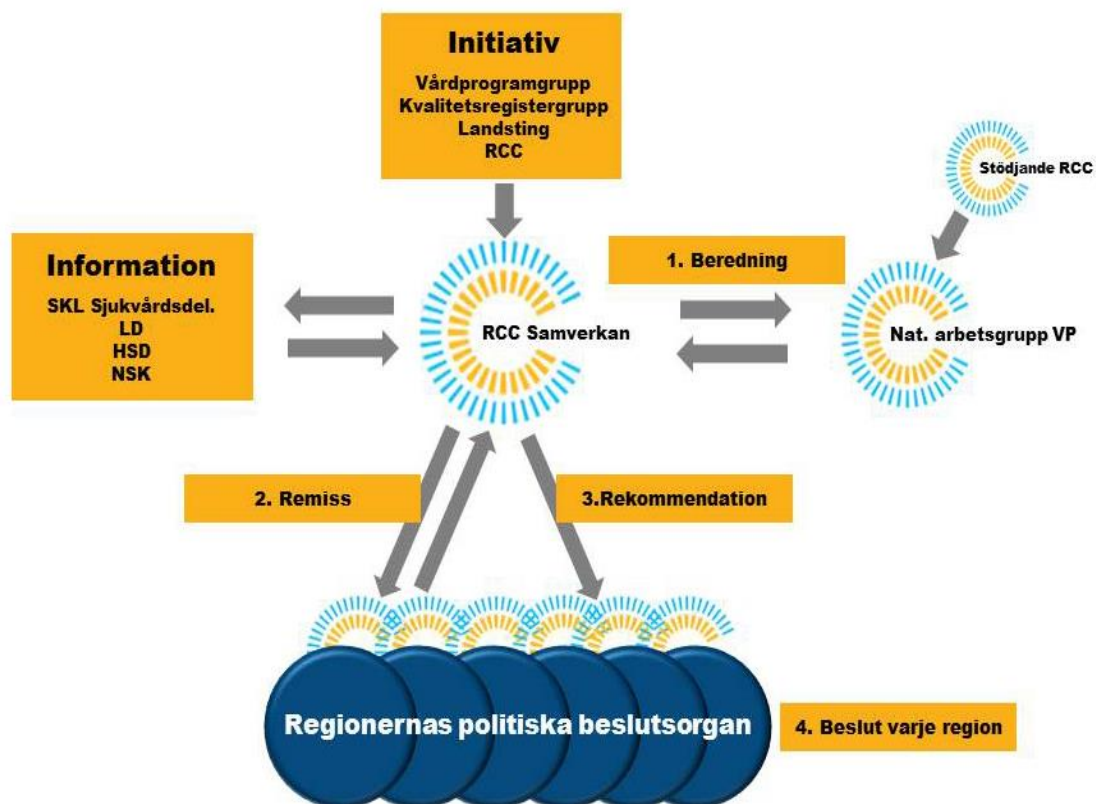 Initiativ
Vårdprogramgrupp
Kvalitetsregistergrupp
Landsting
RCC
Stödjande RCC
Information
SKL Sjukvårdsdel.
LD
HSD
NSK
1. Beredning
RCC Samverkan
Nat. arbetsgrupp VP
2. Remiss
3.Rekommendation
Regionernas politiska beslutsorgan
4. Beslut varje region